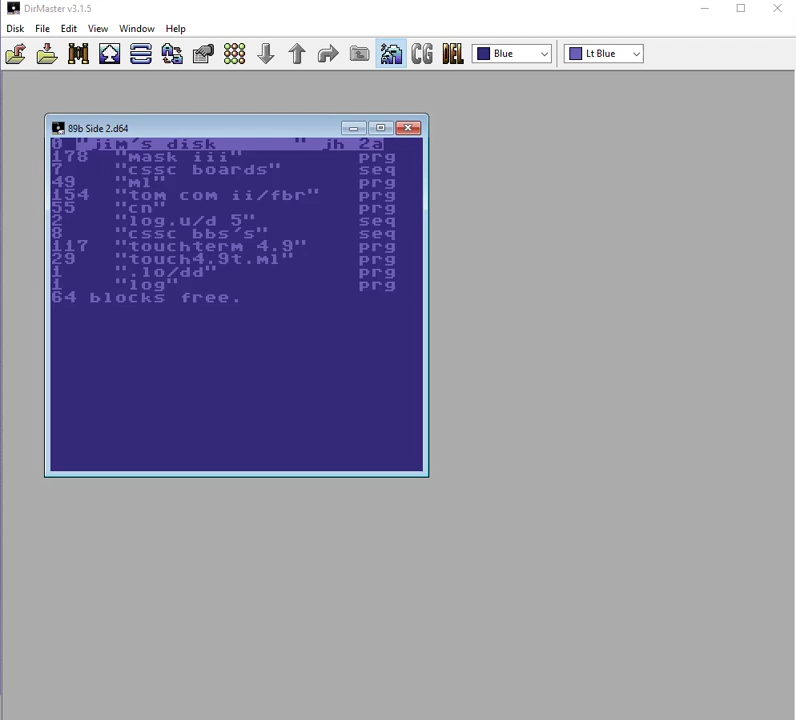 DirMaster v3.1.5
Disk File Edit View Window Help
CG DEL Blue Lt Blue
89b Side 2.d64
0 "jim's disk " jh 2a
178 "mask iii" prg
7 "cssc boards" seq
49 "ml" prg
154 "tom com ii/fbr" prg
55 "cn" prg
2 "log.u/d 5" seq
8 "cssc bbs's" seq
117 "touchterm 4.9" prg
29 "touch4.9t.ml" prg
1 ".lo/dd" prg
1 "log" prg
64 blocks free.